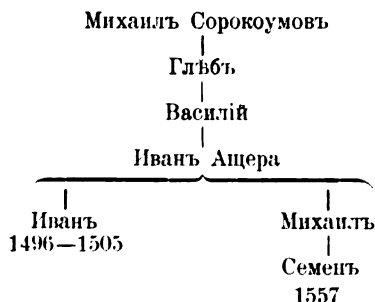 Михаилъ Сорокоумовъ
Глѣбъ
Василій
Иванъ Ащера
Иванъ
1496—1505
Михаилъ
Семенъ
1557